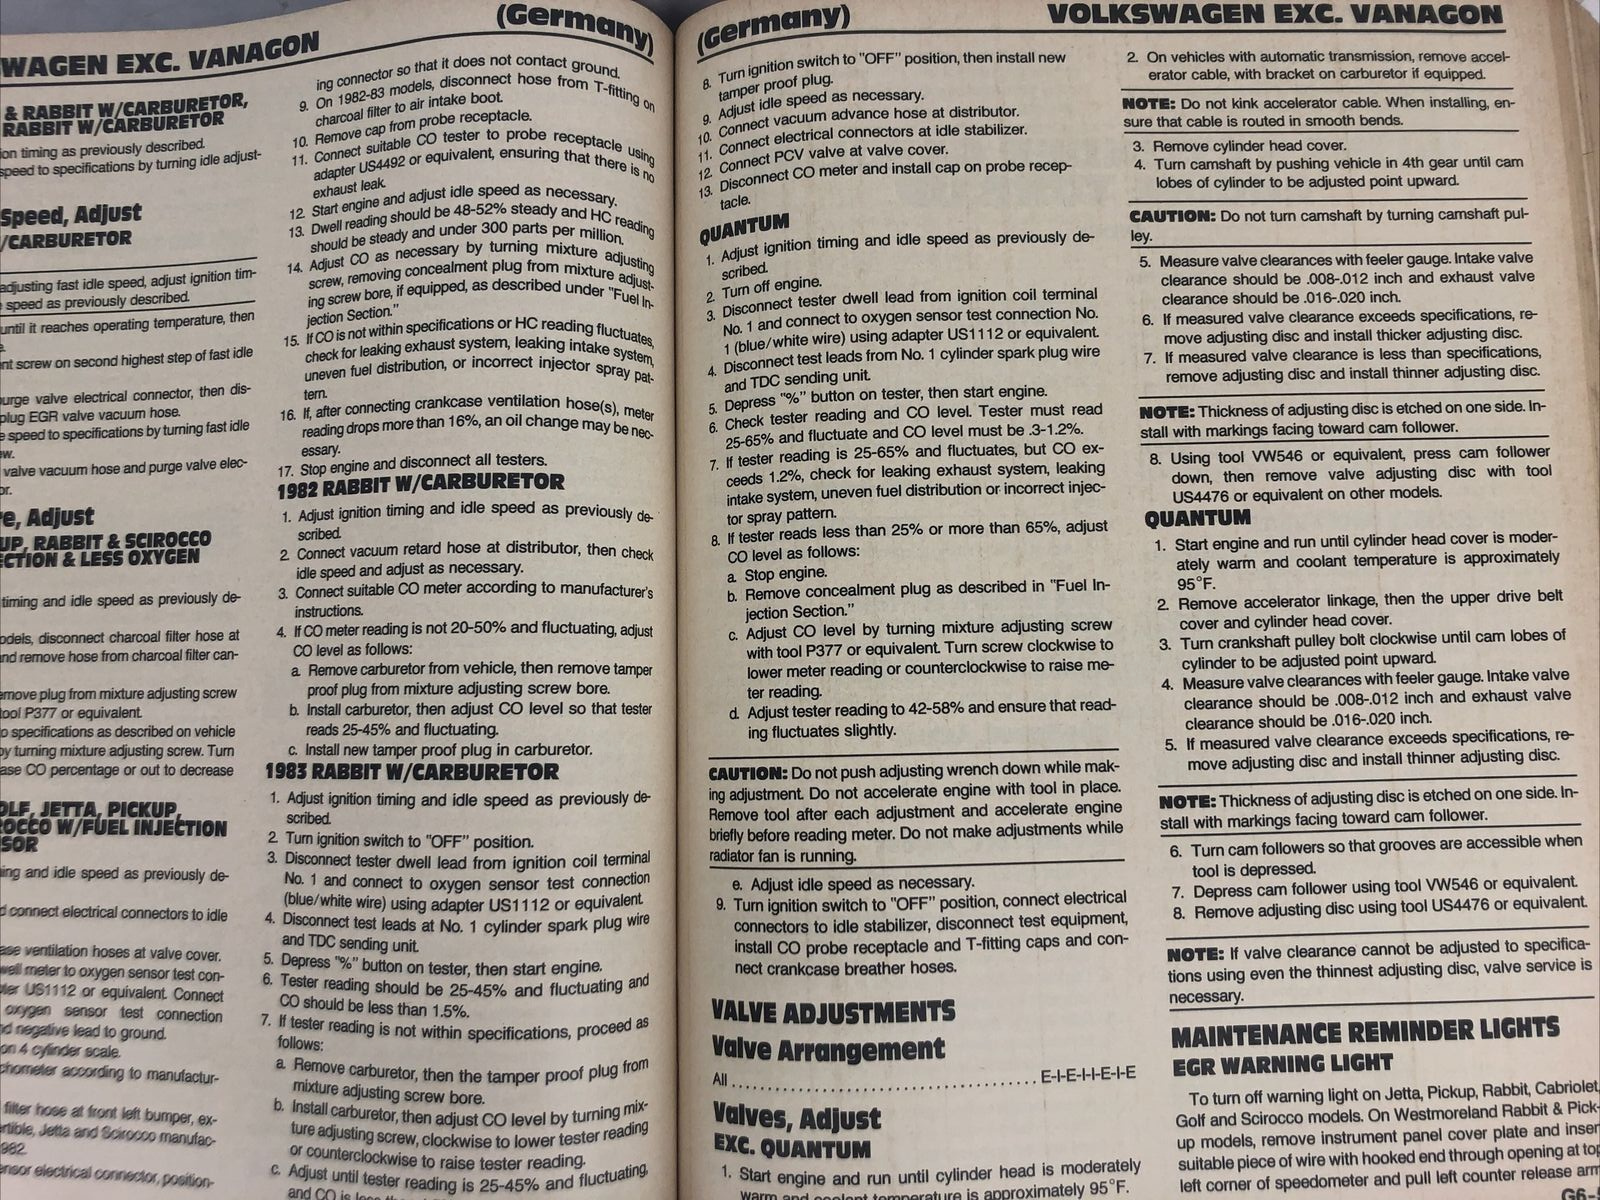 WAGEN EXC. VANAGON
(Germany)
& RABBIT W/CARBURETOR,
RABBIT W/CARBURETOR
on timing as previously described.
speed to specifications by turning idle adjust-
Speed, Adjust
/CARBURETOR
adjusting fast idle speed, adjust ignition tim-
speed as previously described.
until it reaches operating temperature, then
nt screw on second highest step of fast idle
urge valve electrical connector, then dis-
plug EGR valve vacuum hose.
speed to specifications by turning fast idle
ew.
valve vacuum hose and purge valve elec-
or.
e, Adjust
UP, RABBIT & SCIROCCO
ECTION & LESS OXYGEN
timing and idle speed as previously de-
odels, disconnect charcoal filter hose at
nd remove hose from charcoal filter can-
emove plug from mixture adjusting screw
tool P377 or equivalent.
o specifications as described on vehicle
by turning mixture adjusting screw. Turn
ase CO percentage or out to decrease
OLF, JETTA, PICKUP,
ROCCO W/FUEL INJECTION
SOR
ing and idle speed as previously de-
d connect electrical connectors to idle
ase ventilation hoses at valve cover.
well meter to oxygen sensor test con-
ter US1112 or equivalent. Connect
oxygen sensor test connection
nd negative lead to ground.
on 4 cylinder scale.
chometer according to manufactur-
filter hose at front left bumper, ex-
rtible, Jetta and Scirocco manufac-
982.
ensor electrical connector, position-
ing connector so that it does not contact ground.
9. On 1982-83 models, disconnect hose from T-fitting on
charcoal filter to air intake boot.
10. Remove cap from probe receptacle.
11. Connect suitable CO tester to probe receptacle using
adapter US4492 or equivalent, ensuring that there is no
exhaust leak.
12. Start engine and adjust idle speed as necessary.
13. Dwell reading should be 48-52% steady and HC reading
should be steady and under 300 parts per million.
14. Adjust CO as necessary by turning mixture adjusting
screw, removing concealment plug from mixture adjust-
ing screw bore, if equipped, as described under "Fuel In-
jection Section."
15. If CO is not within specifications or HC reading fluctuates,
check for leaking exhaust system, leaking intake system,
uneven fuel distribution, or incorrect injector spray pat-
tern.
16. If, after connecting crankcase ventilation hose(s), meter
reading drops more than 16%, an oil change may be nec-
essary.
17. Stop engine and disconnect all testers.
1982 RABBIT W/CARBURETOR
1. Adjust ignition timing and idle speed as previously de-
scribed.
2. Connect vacuum retard hose at distributor, then check
idle speed and adjust as necessary.
3. Connect suitable CO meter according to manufacturer's
instructions.
4. If CO meter reading is not 20-50% and fluctuating, adjust
CO level as follows:
a. Remove carburetor from vehicle, then remove tamper
proof plug from mixture adjusting screw bore.
b. Install carburetor, then adjust CO level so that tester
reads 25-45% and fluctuating.
c. Install new tamper proof plug in carburetor.
1983 RABBIT W/CARBURETOR
1. Adjust ignition timing and idle speed as previously de-
scribed.
2. Turn ignition switch to "OFF" position.
3. Disconnect tester dwell lead from ignition coil terminal
No. 1 and connect to oxygen sensor test connection
(blue/white wire) using adapter US1112 or equivalent.
4. Disconnect test leads at No. 1 cylinder spark plug wire
and TDC sending unit.
5. Depress "%" button on tester, then start engine.
6. Tester reading should be 25-45% and fluctuating and
CO should be less than 1.5%.
7. If tester reading is not within specifications, proceed as
follows:
a. Remove carburetor, then the tamper proof plug from
mixture adjusting screw bore.
b. Install carburetor, then adjust CO level by turning mix-
ture adjusting screw, clockwise to lower tester reading
or counterclockwise to raise tester reading.
c. Adjust until tester reading is 25-45% and fluctuating,
and CO is
(Germany)
VOLKSWAGEN EXC. VANAGON
8. Turn ignition switch to "OFF" position, then install new
tamper proof plug.
9. Adjust idle speed as necessary.
10. Connect vacuum advance hose at distributor.
11. Connect electrical connectors at idle stabilizer.
12. Connect PCV valve at valve cover.
13. Disconnect CO meter and install cap on probe recep-
tacle.
QUANTUM
1. Adjust ignition timing and idle speed as previously de-
scribed.
2. Turn off engine.
3. Disconnect tester dwell lead from ignition coil terminal
No. 1 and connect to oxygen sensor test connection No.
1 (blue/white wire) using adapter US1112 or equivalent.
4. Disconnect test leads from No. 1 cylinder spark plug wire
and TDC sending unit.
5. Depress "%" button on tester, then start engine.
6. Check tester reading and CO level. Tester must read
25-65% and fluctuate and CO level must be .3-1.2%.
7. If tester reading is 25-65% and fluctuates, but CO ex-
ceeds 1.2%, check for leaking exhaust system, leaking
intake system, uneven fuel distribution or incorrect injec-
tor spray pattern.
8. If tester reads less than 25% or more than 65%, adjust
CO level as follows:
a. Stop engine.
b. Remove concealment plug as described in "Fuel In-
jection Section."
c. Adjust CO level by turning mixture adjusting screw
with tool P377 or equivalent. Turn screw clockwise to
lower meter reading or counterclockwise to raise me-
ter reading.
d. Adjust tester reading to 42-58% and ensure that read-
ing fluctuates slightly.
CAUTION: Do not push adjusting wrench down while mak-
ing adjustment. Do not accelerate engine with tool in place.
Remove tool after each adjustment and accelerate engine
briefly before reading meter. Do not make adjustments while
radiator fan is running.
e. Adjust idle speed as necessary.
9. Turn ignition switch to "OFF" position, connect electrical
connectors to idle stabilizer, disconnect test equipment,
install CO probe receptacle and T-fitting caps and con-
nect crankcase breather hoses.
VALVE ADJUSTMENTS
Valve Arrangement
All ........................................ E-I-E-I-I-E-I-E
Valves, Adjust
EXC. QUANTUM
1. Start engine and run until cylinder head is moderately
warm and coolant temperature is approximately 95°F.
2. On vehicles with automatic transmission, remove accel-
erator cable, with bracket on carburetor if equipped.
NOTE: Do not kink accelerator cable. When installing, en-
sure that cable is routed in smooth bends.
3. Remove cylinder head cover.
4. Turn camshaft by pushing vehicle in 4th gear until cam
lobes of cylinder to be adjusted point upward.
CAUTION: Do not turn camshaft by turning camshaft pul-
ley.
5. Measure valve clearances with feeler gauge. Intake valve
clearance should be .008-.012 inch and exhaust valve
clearance should be .016-.020 inch.
6. If measured valve clearance exceeds specifications, re-
move adjusting disc and install thicker adjusting disc.
7. If measured valve clearance is less than specifications,
remove adjusting disc and install thinner adjusting disc.
NOTE: Thickness of adjusting disc is etched on one side. In-
stall with markings facing toward cam follower.
8. Using tool VW546 or equivalent, press cam follower
down, then remove valve adjusting disc with tool
US4476 or equivalent on other models.
QUANTUM
1. Start engine and run until cylinder head cover is moder-
ately warm and coolant temperature is approximately
95°F.
2. Remove accelerator linkage, then the upper drive belt
cover and cylinder head cover.
3. Turn crankshaft pulley bolt clockwise until cam lobes of
cylinder to be adjusted point upward.
4. Measure valve clearances with feeler gauge. Intake valve
clearance should be .008-.012 inch and exhaust valve
clearance should be .016-.020 inch.
5. If measured valve clearance exceeds specifications, re-
move adjusting disc and install thinner adjusting disc.
NOTE: Thickness of adjusting disc is etched on one side. In-
stall with markings facing toward cam follower.
6. Turn cam followers so that grooves are accessible when
tool is depressed.
7. Depress cam follower using tool VW546 or equivalent.
8. Remove adjusting disc using tool US4476 or equivalent.
NOTE: If valve clearance cannot be adjusted to specifica-
tions using even the thinnest adjusting disc, valve service is
necessary.
MAINTENANCE REMINDER LIGHTS
EGR WARNING LIGHT
To turn off warning light on Jetta, Pickup, Rabbit, Cabriolet,
Golf and Scirocco models. On Westmoreland Rabbit & Pick-
up models, remove instrument panel cover plate and inser
suitable piece of wire with hooked end through opening at top
left corner of speedometer and pull left counter release arm
G6-